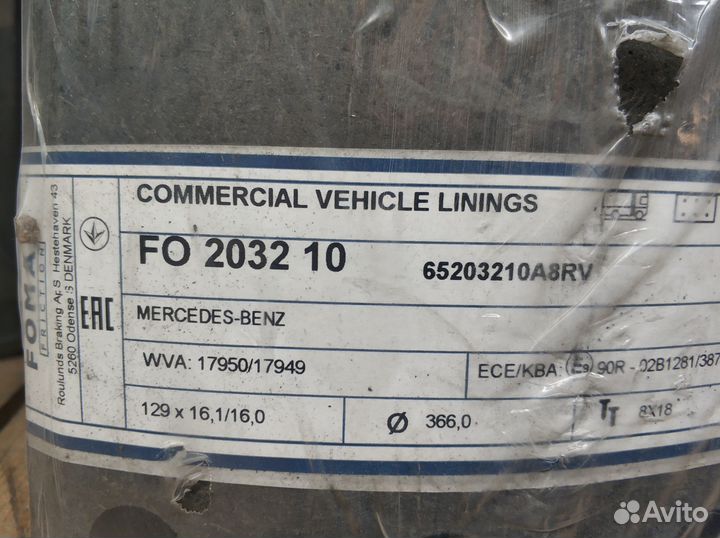 COMMERCIAL VEHICLE LININGS
FO 2032 10 65203210A8RV
MERCEDES-BENZ
WVA: 17950/17949 ECE/KBA 90R - 02B1281/387
129 x 16,1/16,0 Ø 366,0 8X18
EAC
FOMA
FRICTION
Roulunds Braking ApS Hestehaven 43
5260 Odense S DENMARK
Avito